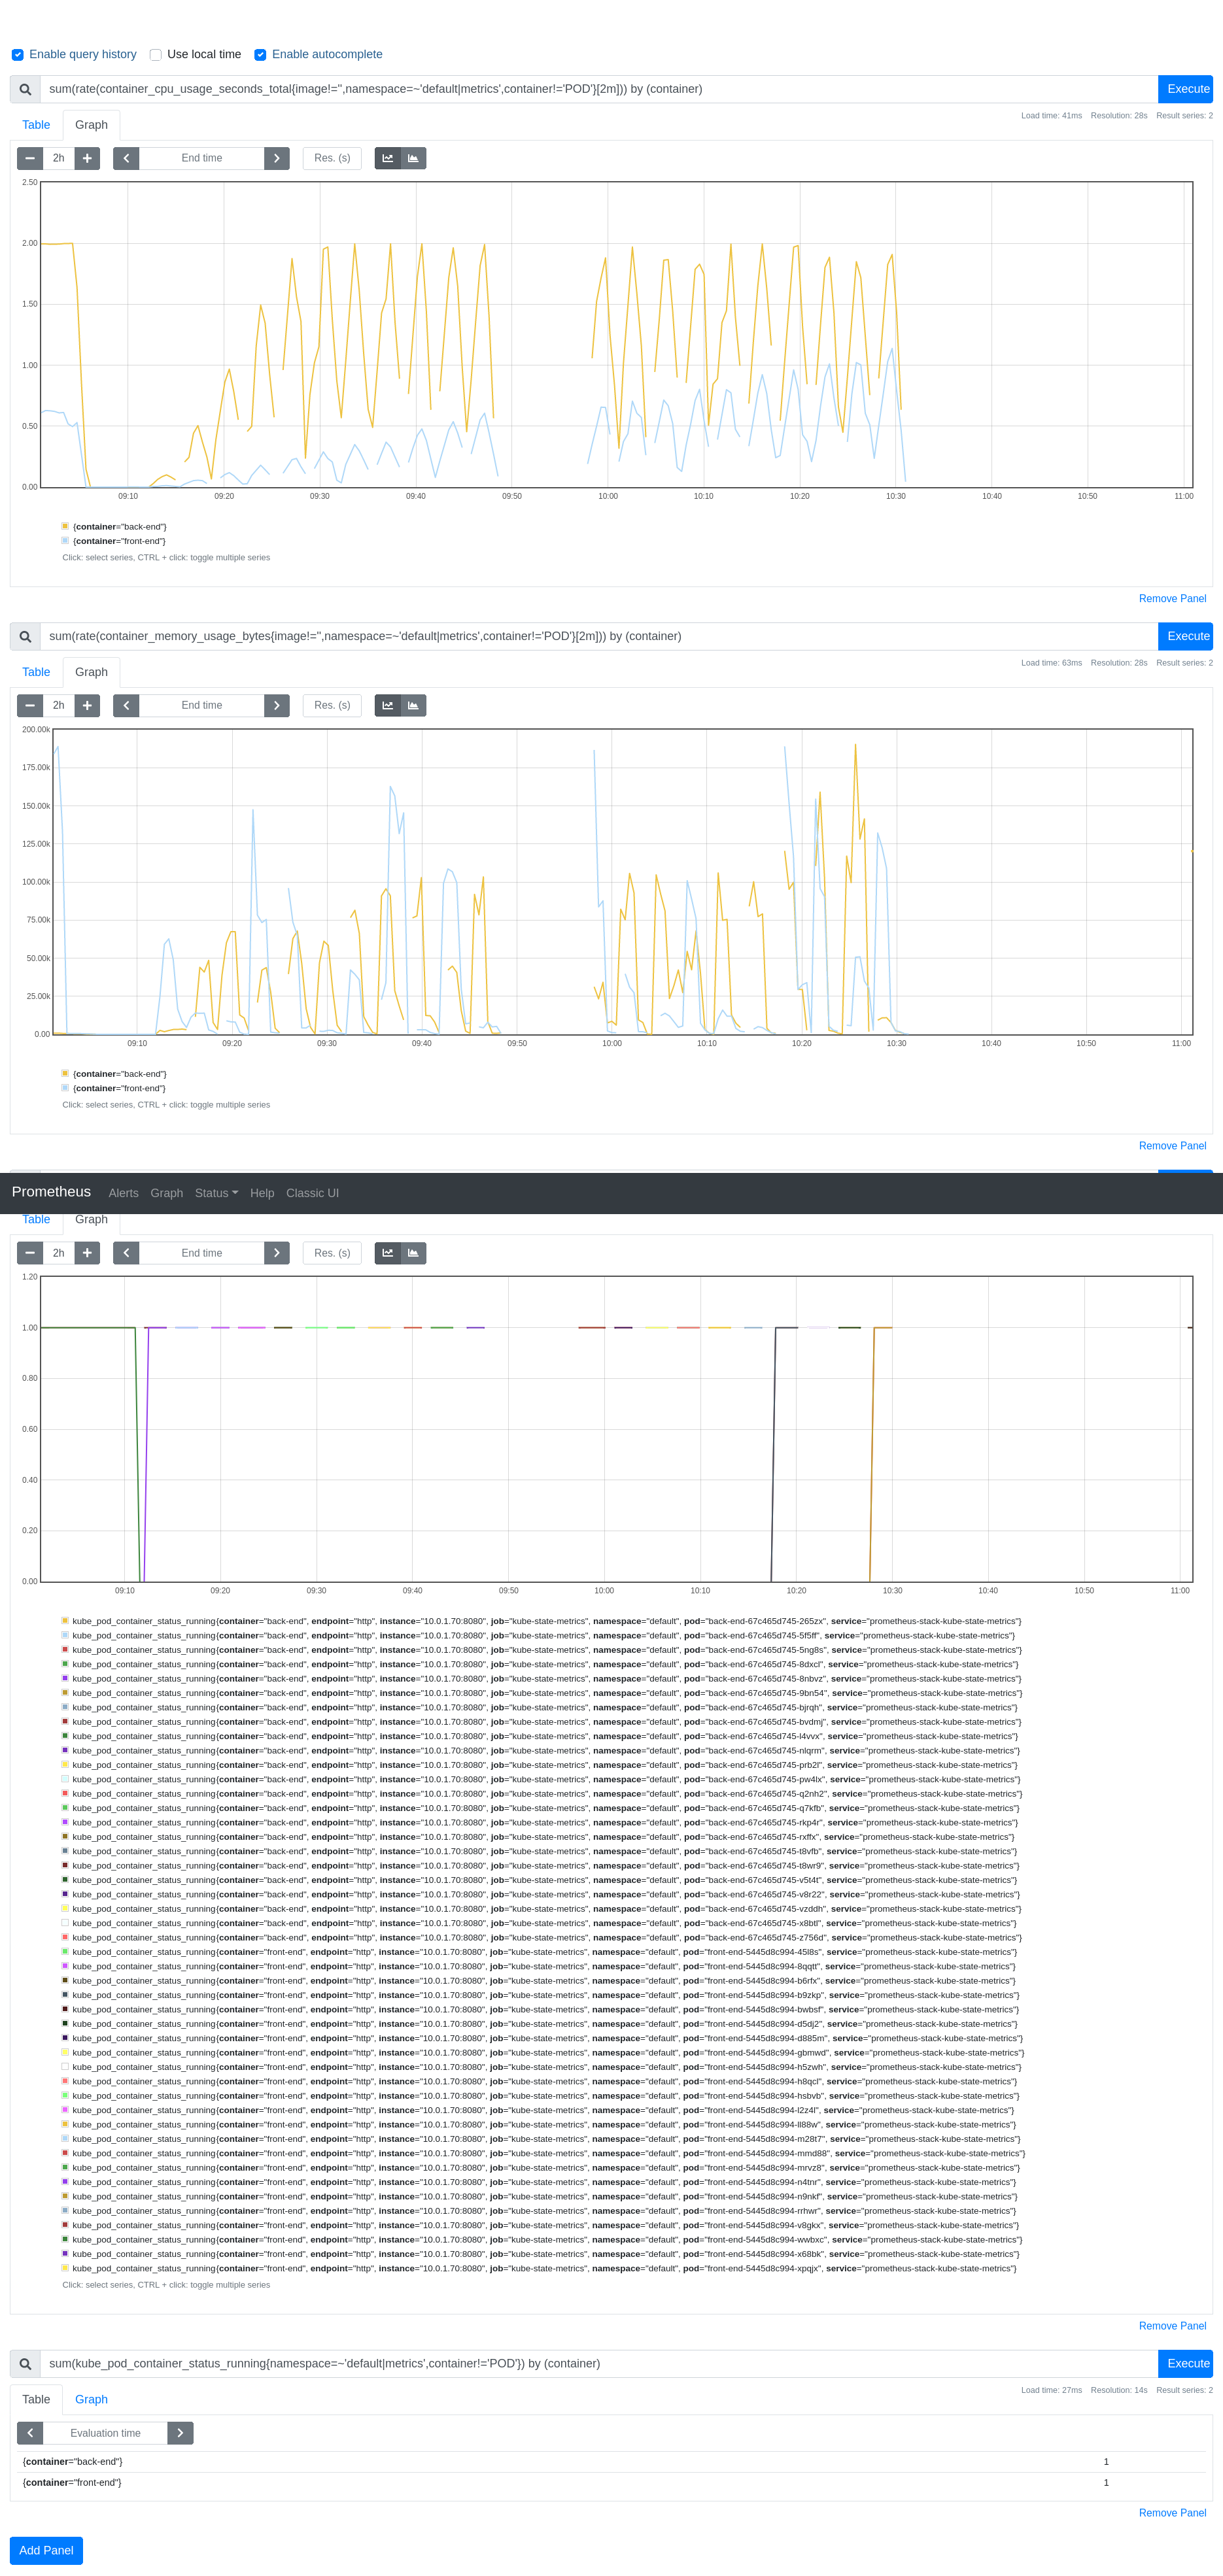 Enable query history Use local time Enable autocomplete
sum(rate(container_cpu_usage_seconds_total{image!='',namespace=~'default|metrics',container!='POD'}[2m])) by (container) Execute
Table Graph Load time: 41ms Resolution: 28s Result series: 2
2h End time Res. (s)
2.50
2.00
1.50
1.00
0.50
0.00
09:10 09:20 09:30 09:40 09:50 10:00 10:10 10:20 10:30 10:40 10:50 11:00
{container="back-end"}
{container="front-end"}
Click: select series, CTRL + click: toggle multiple series
Remove Panel
sum(rate(container_memory_usage_bytes{image!='',namespace=~'default|metrics',container!='POD'}[2m])) by (container) Execute
Table Graph Load time: 63ms Resolution: 28s Result series: 2
2h End time Res. (s)
200.00k
175.00k
150.00k
125.00k
100.00k
75.00k
50.00k
25.00k
0.00
09:10 09:20 09:30 09:40 09:50 10:00 10:10 10:20 10:30 10:40 10:50 11:00
{container="back-end"}
{container="front-end"}
Click: select series, CTRL + click: toggle multiple series
Remove Panel
Prometheus Alerts Graph Status Help Classic UI
Table Graph
2h End time Res. (s)
1.20
1.00
0.80
0.60
0.40
0.20
0.00
09:10 09:20 09:30 09:40 09:50 10:00 10:10 10:20 10:30 10:40 10:50 11:00
kube_pod_container_status_running{container="back-end", endpoint="http", instance="10.0.1.70:8080", job="kube-state-metrics", namespace="default", pod="back-end-67c465d745-265zx", service="prometheus-stack-kube-state-metrics"}
kube_pod_container_status_running{container="back-end", endpoint="http", instance="10.0.1.70:8080", job="kube-state-metrics", namespace="default", pod="back-end-67c465d745-5f5ff", service="prometheus-stack-kube-state-metrics"}
kube_pod_container_status_running{container="back-end", endpoint="http", instance="10.0.1.70:8080", job="kube-state-metrics", namespace="default", pod="back-end-67c465d745-5ng8s", service="prometheus-stack-kube-state-metrics"}
kube_pod_container_status_running{container="back-end", endpoint="http", instance="10.0.1.70:8080", job="kube-state-metrics", namespace="default", pod="back-end-67c465d745-8dxcl", service="prometheus-stack-kube-state-metrics"}
kube_pod_container_status_running{container="back-end", endpoint="http", instance="10.0.1.70:8080", job="kube-state-metrics", namespace="default", pod="back-end-67c465d745-8nbvz", service="prometheus-stack-kube-state-metrics"}
kube_pod_container_status_running{container="back-end", endpoint="http", instance="10.0.1.70:8080", job="kube-state-metrics", namespace="default", pod="back-end-67c465d745-9bn54", service="prometheus-stack-kube-state-metrics"}
kube_pod_container_status_running{container="back-end", endpoint="http", instance="10.0.1.70:8080", job="kube-state-metrics", namespace="default", pod="back-end-67c465d745-bjrqh", service="prometheus-stack-kube-state-metrics"}
kube_pod_container_status_running{container="back-end", endpoint="http", instance="10.0.1.70:8080", job="kube-state-metrics", namespace="default", pod="back-end-67c465d745-bvdmj", service="prometheus-stack-kube-state-metrics"}
kube_pod_container_status_running{container="back-end", endpoint="http", instance="10.0.1.70:8080", job="kube-state-metrics", namespace="default", pod="back-end-67c465d745-l4vvx", service="prometheus-stack-kube-state-metrics"}
kube_pod_container_status_running{container="back-end", endpoint="http", instance="10.0.1.70:8080", job="kube-state-metrics", namespace="default", pod="back-end-67c465d745-nlqrm", service="prometheus-stack-kube-state-metrics"}
kube_pod_container_status_running{container="back-end", endpoint="http", instance="10.0.1.70:8080", job="kube-state-metrics", namespace="default", pod="back-end-67c465d745-prb2l", service="prometheus-stack-kube-state-metrics"}
kube_pod_container_status_running{container="back-end", endpoint="http", instance="10.0.1.70:8080", job="kube-state-metrics", namespace="default", pod="back-end-67c465d745-pw4lx", service="prometheus-stack-kube-state-metrics"}
kube_pod_container_status_running{container="back-end", endpoint="http", instance="10.0.1.70:8080", job="kube-state-metrics", namespace="default", pod="back-end-67c465d745-q2nh2", service="prometheus-stack-kube-state-metrics"}
kube_pod_container_status_running{container="back-end", endpoint="http", instance="10.0.1.70:8080", job="kube-state-metrics", namespace="default", pod="back-end-67c465d745-q7kfb", service="prometheus-stack-kube-state-metrics"}
kube_pod_container_status_running{container="back-end", endpoint="http", instance="10.0.1.70:8080", job="kube-state-metrics", namespace="default", pod="back-end-67c465d745-rkp4r", service="prometheus-stack-kube-state-metrics"}
kube_pod_container_status_running{container="back-end", endpoint="http", instance="10.0.1.70:8080", job="kube-state-metrics", namespace="default", pod="back-end-67c465d745-rxffx", service="prometheus-stack-kube-state-metrics"}
kube_pod_container_status_running{container="back-end", endpoint="http", instance="10.0.1.70:8080", job="kube-state-metrics", namespace="default", pod="back-end-67c465d745-t8vfb", service="prometheus-stack-kube-state-metrics"}
kube_pod_container_status_running{container="back-end", endpoint="http", instance="10.0.1.70:8080", job="kube-state-metrics", namespace="default", pod="back-end-67c465d745-t8wr9", service="prometheus-stack-kube-state-metrics"}
kube_pod_container_status_running{container="back-end", endpoint="http", instance="10.0.1.70:8080", job="kube-state-metrics", namespace="default", pod="back-end-67c465d745-v5t4t", service="prometheus-stack-kube-state-metrics"}
kube_pod_container_status_running{container="back-end", endpoint="http", instance="10.0.1.70:8080", job="kube-state-metrics", namespace="default", pod="back-end-67c465d745-v8r22", service="prometheus-stack-kube-state-metrics"}
kube_pod_container_status_running{container="back-end", endpoint="http", instance="10.0.1.70:8080", job="kube-state-metrics", namespace="default", pod="back-end-67c465d745-vzddh", service="prometheus-stack-kube-state-metrics"}
kube_pod_container_status_running{container="back-end", endpoint="http", instance="10.0.1.70:8080", job="kube-state-metrics", namespace="default", pod="back-end-67c465d745-x8btl", service="prometheus-stack-kube-state-metrics"}
kube_pod_container_status_running{container="back-end", endpoint="http", instance="10.0.1.70:8080", job="kube-state-metrics", namespace="default", pod="back-end-67c465d745-z756d", service="prometheus-stack-kube-state-metrics"}
kube_pod_container_status_running{container="front-end", endpoint="http", instance="10.0.1.70:8080", job="kube-state-metrics", namespace="default", pod="front-end-5445d8c994-45l8s", service="prometheus-stack-kube-state-metrics"}
kube_pod_container_status_running{container="front-end", endpoint="http", instance="10.0.1.70:8080", job="kube-state-metrics", namespace="default", pod="front-end-5445d8c994-8qqtt", service="prometheus-stack-kube-state-metrics"}
kube_pod_container_status_running{container="front-end", endpoint="http", instance="10.0.1.70:8080", job="kube-state-metrics", namespace="default", pod="front-end-5445d8c994-b6rfx", service="prometheus-stack-kube-state-metrics"}
kube_pod_container_status_running{container="front-end", endpoint="http", instance="10.0.1.70:8080", job="kube-state-metrics", namespace="default", pod="front-end-5445d8c994-b9zkp", service="prometheus-stack-kube-state-metrics"}
kube_pod_container_status_running{container="front-end", endpoint="http", instance="10.0.1.70:8080", job="kube-state-metrics", namespace="default", pod="front-end-5445d8c994-bwbsf", service="prometheus-stack-kube-state-metrics"}
kube_pod_container_status_running{container="front-end", endpoint="http", instance="10.0.1.70:8080", job="kube-state-metrics", namespace="default", pod="front-end-5445d8c994-d5dj2", service="prometheus-stack-kube-state-metrics"}
kube_pod_container_status_running{container="front-end", endpoint="http", instance="10.0.1.70:8080", job="kube-state-metrics", namespace="default", pod="front-end-5445d8c994-d885m", service="prometheus-stack-kube-state-metrics"}
kube_pod_container_status_running{container="front-end", endpoint="http", instance="10.0.1.70:8080", job="kube-state-metrics", namespace="default", pod="front-end-5445d8c994-gbmwd", service="prometheus-stack-kube-state-metrics"}
kube_pod_container_status_running{container="front-end", endpoint="http", instance="10.0.1.70:8080", job="kube-state-metrics", namespace="default", pod="front-end-5445d8c994-h5zwh", service="prometheus-stack-kube-state-metrics"}
kube_pod_container_status_running{container="front-end", endpoint="http", instance="10.0.1.70:8080", job="kube-state-metrics", namespace="default", pod="front-end-5445d8c994-h8qcl", service="prometheus-stack-kube-state-metrics"}
kube_pod_container_status_running{container="front-end", endpoint="http", instance="10.0.1.70:8080", job="kube-state-metrics", namespace="default", pod="front-end-5445d8c994-hsbvb", service="prometheus-stack-kube-state-metrics"}
kube_pod_container_status_running{container="front-end", endpoint="http", instance="10.0.1.70:8080", job="kube-state-metrics", namespace="default", pod="front-end-5445d8c994-l2z4l", service="prometheus-stack-kube-state-metrics"}
kube_pod_container_status_running{container="front-end", endpoint="http", instance="10.0.1.70:8080", job="kube-state-metrics", namespace="default", pod="front-end-5445d8c994-ll88w", service="prometheus-stack-kube-state-metrics"}
kube_pod_container_status_running{container="front-end", endpoint="http", instance="10.0.1.70:8080", job="kube-state-metrics", namespace="default", pod="front-end-5445d8c994-m28t7", service="prometheus-stack-kube-state-metrics"}
kube_pod_container_status_running{container="front-end", endpoint="http", instance="10.0.1.70:8080", job="kube-state-metrics", namespace="default", pod="front-end-5445d8c994-mmd88", service="prometheus-stack-kube-state-metrics"}
kube_pod_container_status_running{container="front-end", endpoint="http", instance="10.0.1.70:8080", job="kube-state-metrics", namespace="default", pod="front-end-5445d8c994-mrvz8", service="prometheus-stack-kube-state-metrics"}
kube_pod_container_status_running{container="front-end", endpoint="http", instance="10.0.1.70:8080", job="kube-state-metrics", namespace="default", pod="front-end-5445d8c994-n4tnr", service="prometheus-stack-kube-state-metrics"}
kube_pod_container_status_running{container="front-end", endpoint="http", instance="10.0.1.70:8080", job="kube-state-metrics", namespace="default", pod="front-end-5445d8c994-n9nkf", service="prometheus-stack-kube-state-metrics"}
kube_pod_container_status_running{container="front-end", endpoint="http", instance="10.0.1.70:8080", job="kube-state-metrics", namespace="default", pod="front-end-5445d8c994-rrhwr", service="prometheus-stack-kube-state-metrics"}
kube_pod_container_status_running{container="front-end", endpoint="http", instance="10.0.1.70:8080", job="kube-state-metrics", namespace="default", pod="front-end-5445d8c994-v8gkx", service="prometheus-stack-kube-state-metrics"}
kube_pod_container_status_running{container="front-end", endpoint="http", instance="10.0.1.70:8080", job="kube-state-metrics", namespace="default", pod="front-end-5445d8c994-wwbxc", service="prometheus-stack-kube-state-metrics"}
kube_pod_container_status_running{container="front-end", endpoint="http", instance="10.0.1.70:8080", job="kube-state-metrics", namespace="default", pod="front-end-5445d8c994-x68bk", service="prometheus-stack-kube-state-metrics"}
kube_pod_container_status_running{container="front-end", endpoint="http", instance="10.0.1.70:8080", job="kube-state-metrics", namespace="default", pod="front-end-5445d8c994-xpqjx", service="prometheus-stack-kube-state-metrics"}
Click: select series, CTRL + click: toggle multiple series
Remove Panel
sum(kube_pod_container_status_running{namespace=~'default|metrics',container!='POD'}) by (container) Execute
Table Graph Load time: 27ms Resolution: 14s Result series: 2
Evaluation time
{container="back-end"} 1
{container="front-end"} 1
Remove Panel
Add Panel